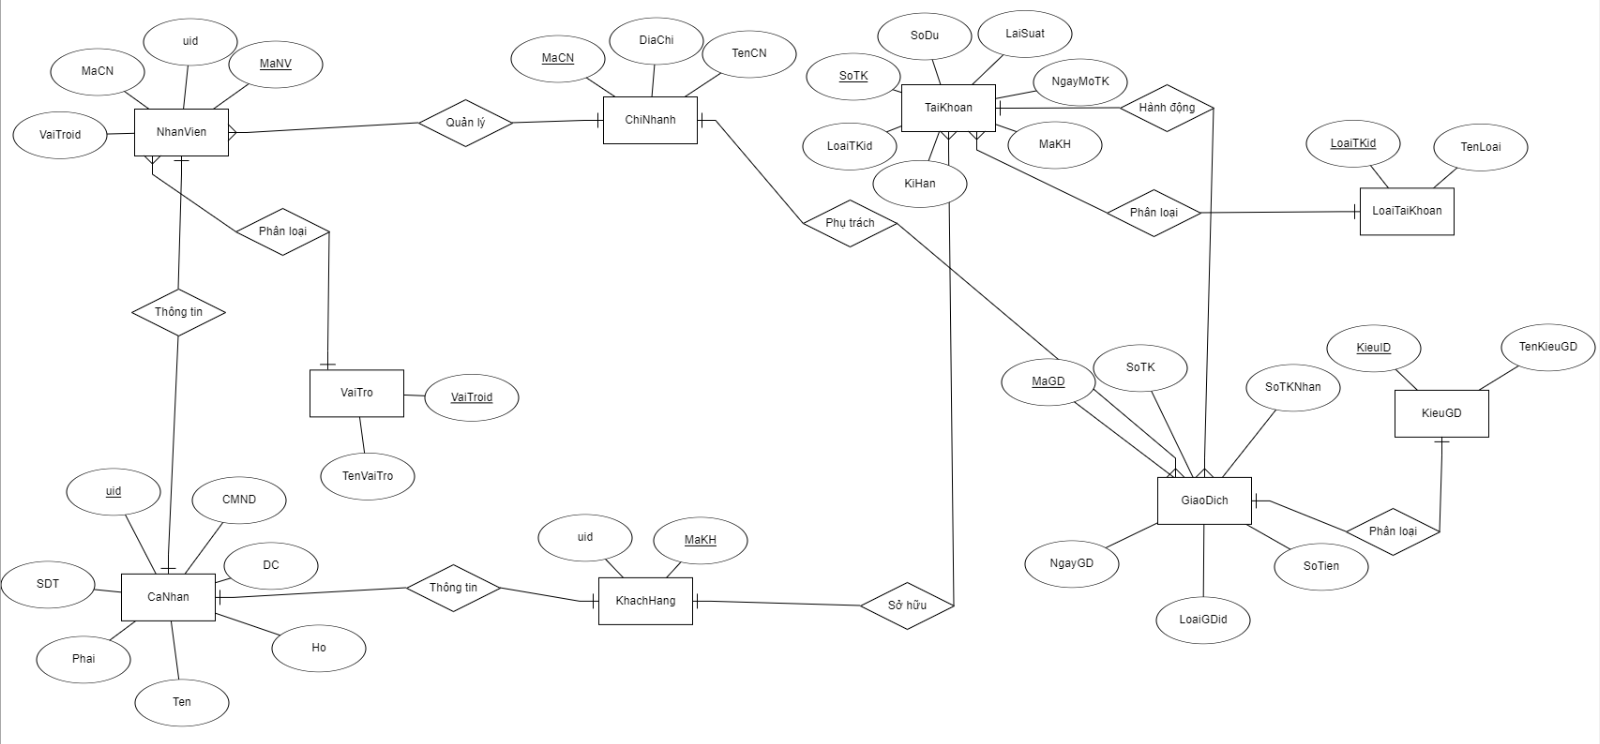 uid
MaCN
MaNV
VaiTroid
NhanVien
Quản lý
MaCN
DiaChi
TenCN
ChiNhanh
SoDu
LaiSuat
SoTK
NgayMoTK
TaiKhoan
Hành động
LoaiTKid
MaKH
KiHan
LoaiTKid
TenLoai
Phân loại
LoaiTaiKhoan
Phân loại
Phụ trách
Thông tin
VaiTro
VaiTroid
TenVaiTro
MaGD
SoTK
SoTKNhan
KieuID
TenKieuGD
KieuGD
GiaoDich
Phân loại
NgayGD
SoTien
LoaiGDid
uid
CMND
DC
SDT
CaNhan
Phai
Ho
Ten
Thông tin
uid
MaKH
KhachHang
Sở hữu